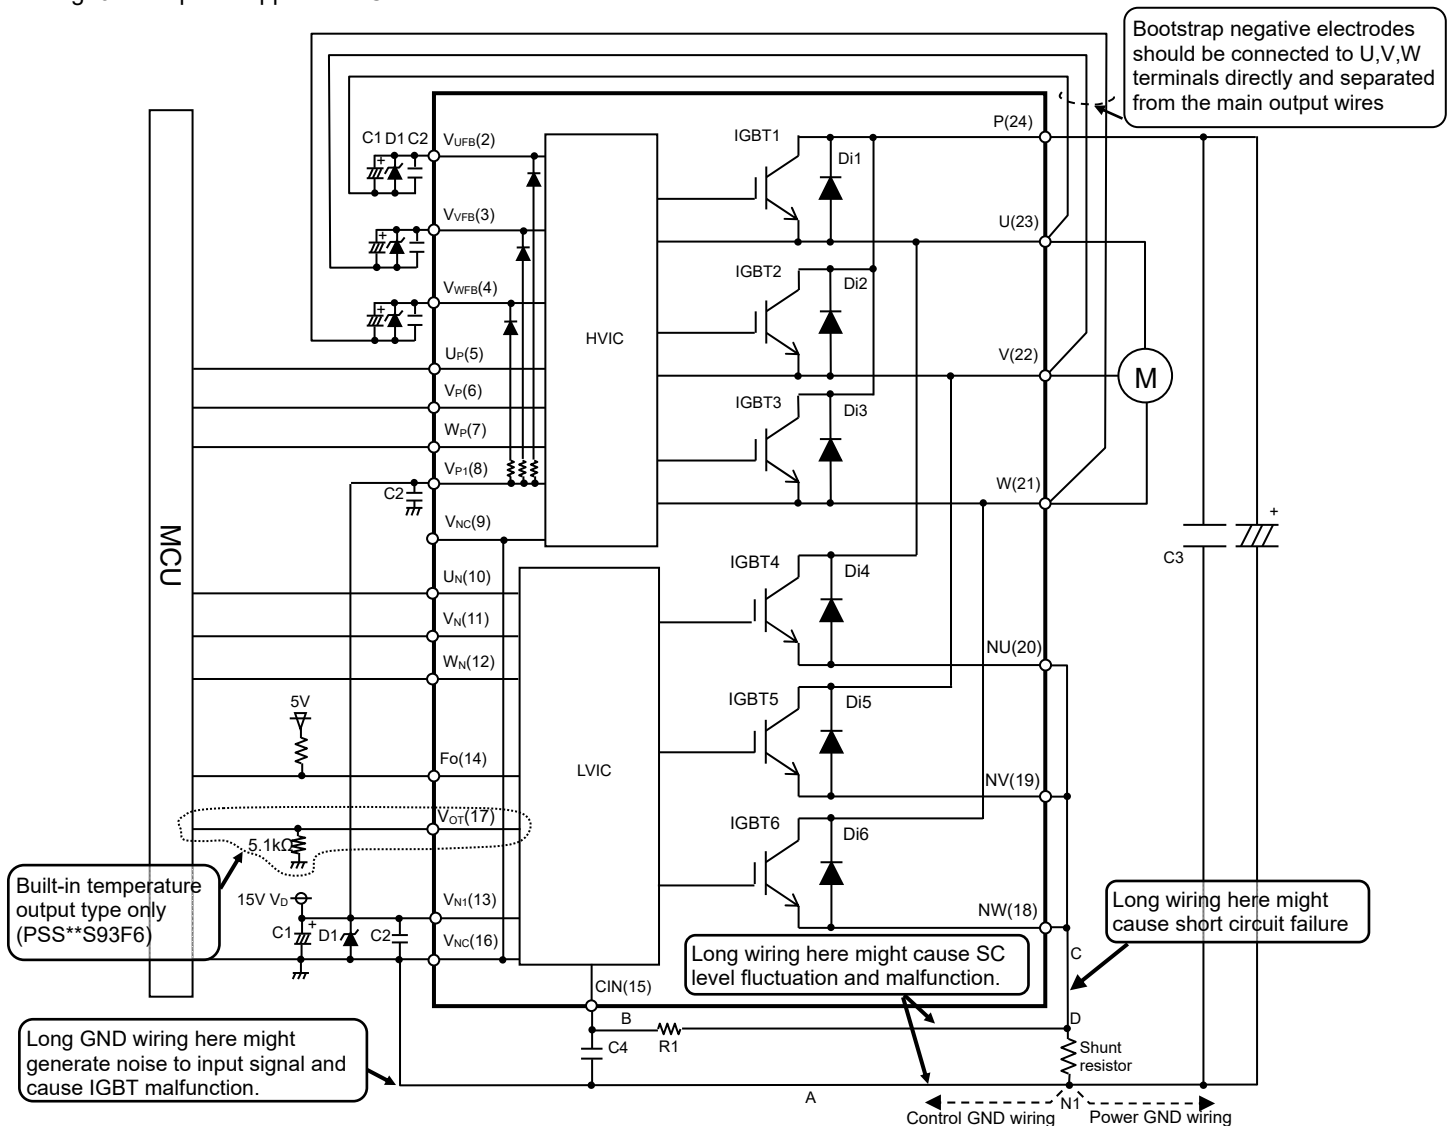 Bootstrap negative electrodes
should be connected to U,V,W
terminals directly and separated
from the main output wires
C1 D1 C2
+
VUFB(2)
IGBT1
P(24)
Di1
VVFB(3)
+
U(23)
IGBT2
Di2
VWFB(4)
+
HVIC
UP(5)
V(22)
M
VP(6)
IGBT3
Di3
WP(7)
VP1(8)
C2
W(21)
VNC(9)
+
C3
MCU
IGBT4
Di4
UN(10)
VN(11)
NU(20)
WN(12)
5V
IGBT5
Di5
Fo(14)
LVIC
NV(19)
VOT(17)
5.1kΩ
IGBT6
Di6
Built-in temperature
output type only
(PSS**S93F6)
15V VD
VN1(13)
NW(18)
Long wiring here might
cause short circuit failure
C1
+
D1
C2
VNC(16)
Long wiring here might cause SC
level fluctuation and malfunction.
C
CIN(15)
B
D
R1
C4
Shunt
resistor
Long GND wiring here might
generate noise to input signal and
cause IGBT malfunction.
A
N1
Control GND wiring
Power GND wiring